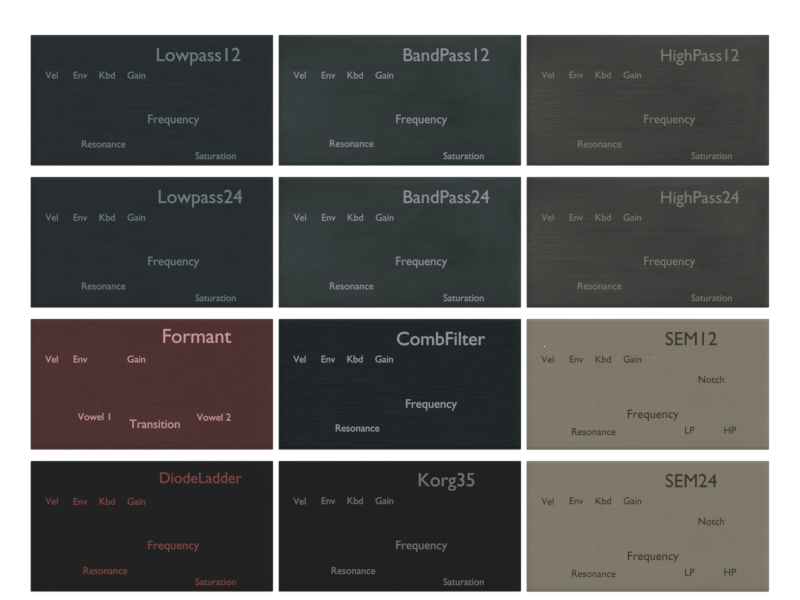 Lowpass12
Vel Env Kbd Gain
Frequency
Resonance
Saturation
BandPass12
Vel Env Kbd Gain
Frequency
Resonance
Saturation
HighPass12
Vel Env Kbd Gain
Frequency
Resonance
Saturation
Lowpass24
Vel Env Kbd Gain
Frequency
Resonance
Saturation
BandPass24
Vel Env Kbd Gain
Frequency
Resonance
Saturation
HighPass24
Vel Env Kbd Gain
Frequency
Resonance
Saturation
Formant
Vel Env Gain
Vowel 1 Transition Vowel 2
CombFilter
Vel Env Kbd Gain
Frequency
Resonance
SEM12
Vel Env Kbd Gain
Notch
Frequency
Resonance LP HP
DiodeLadder
Vel Env Kbd Gain
Frequency
Resonance
Saturation
Korg35
Vel Env Kbd Gain
Frequency
Resonance
Saturation
SEM24
Vel Env Kbd Gain
Notch
Frequency
Resonance LP HP